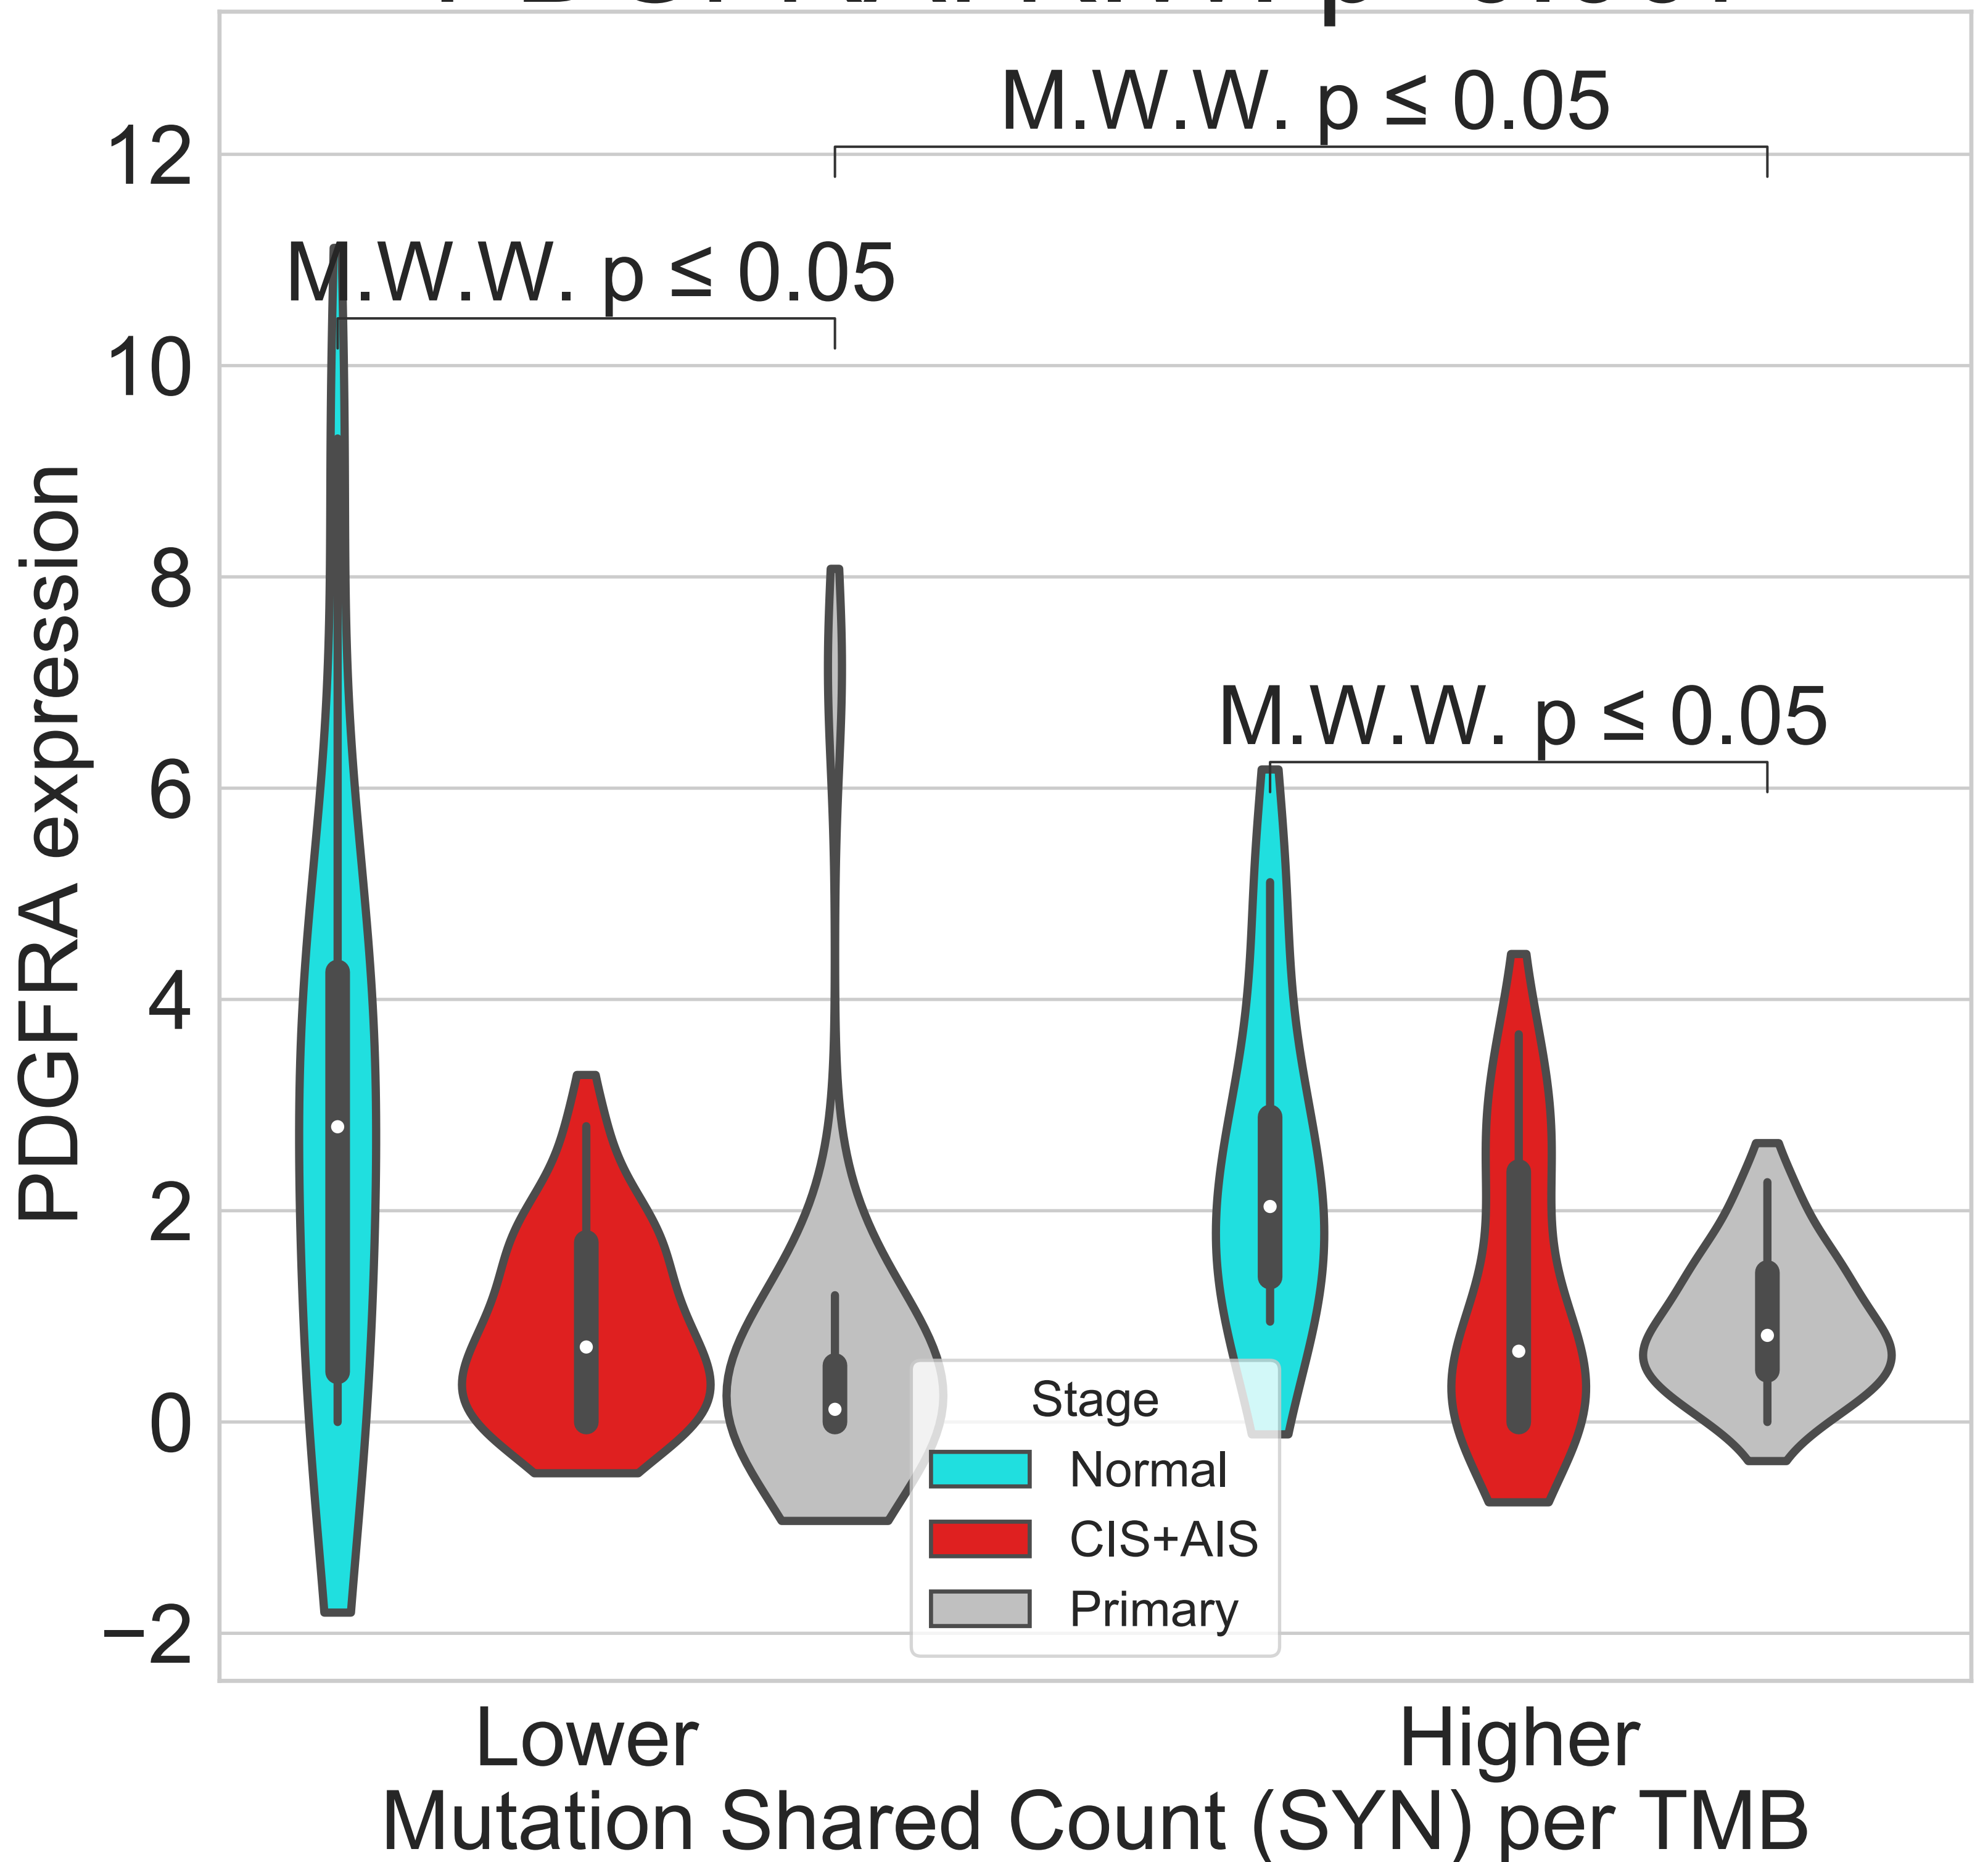 M.W.W. p ≤ 0.05
12
M.W.W. p ≤ 0.05
10
8
M.W.W. p ≤ 0.05
6
4
2
0
−2
PDGFRA expression
Stage
Normal
CIS+AIS
Primary
Lower
Higher
Mutation Shared Count (SYN) per TMB